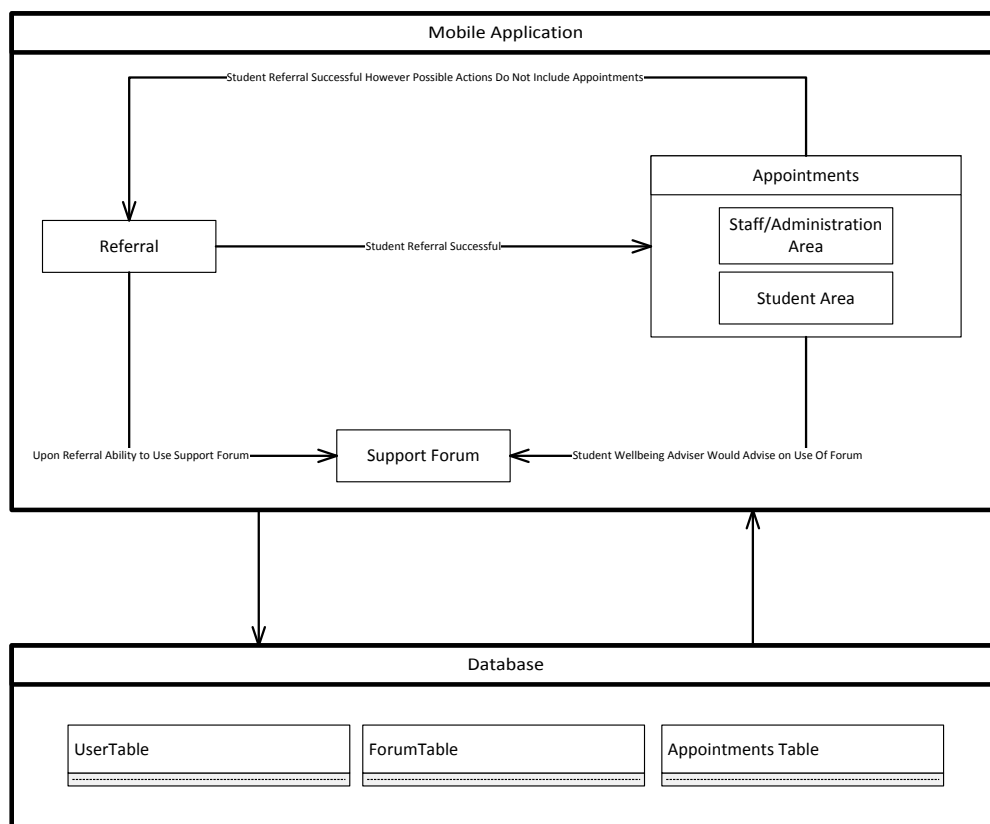 Mobile Application
Student Referral Successful However Possible Actions Do Not Include Appointments
Appointments
Staff/Administration
Area
Referral
Student Referral Successful
Student Area
Upon Referral Ability to Use Support Forum
Support Forum
Student Wellbeing Adviser Would Advise on Use Of Forum
Database
UserTable
ForumTable
Appointments Table